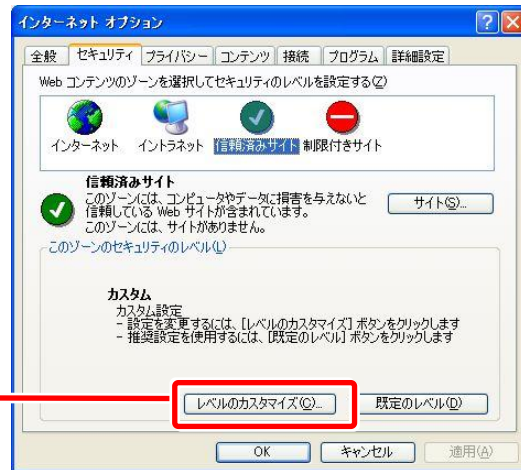 インターネット オプション
全般 セキュリティ プライバシー コンテンツ 接続 プログラム 詳細設定
Web コンテンツのゾーンを選択してセキュリティのレベルを設定する(Z)
インターネット イントラネット 信頼済みサイト 制限付きサイト
信頼済みサイト
このゾーンには、コンピュータやデータに損害を与えないと
信頼している Web サイトが含まれています。
このゾーンには、サイトがありません。
サイト(S)...
このゾーンのセキュリティのレベル(L)
カスタム
カスタム設定
- 設定を変更するには、[レベルのカスタマイズ] ボタンをクリックします
- 推奨設定を使用するには、[既定のレベル] ボタンをクリックします
レベルのカスタマイズ(C)... 既定のレベル(D)
OK キャンセル 適用(A)